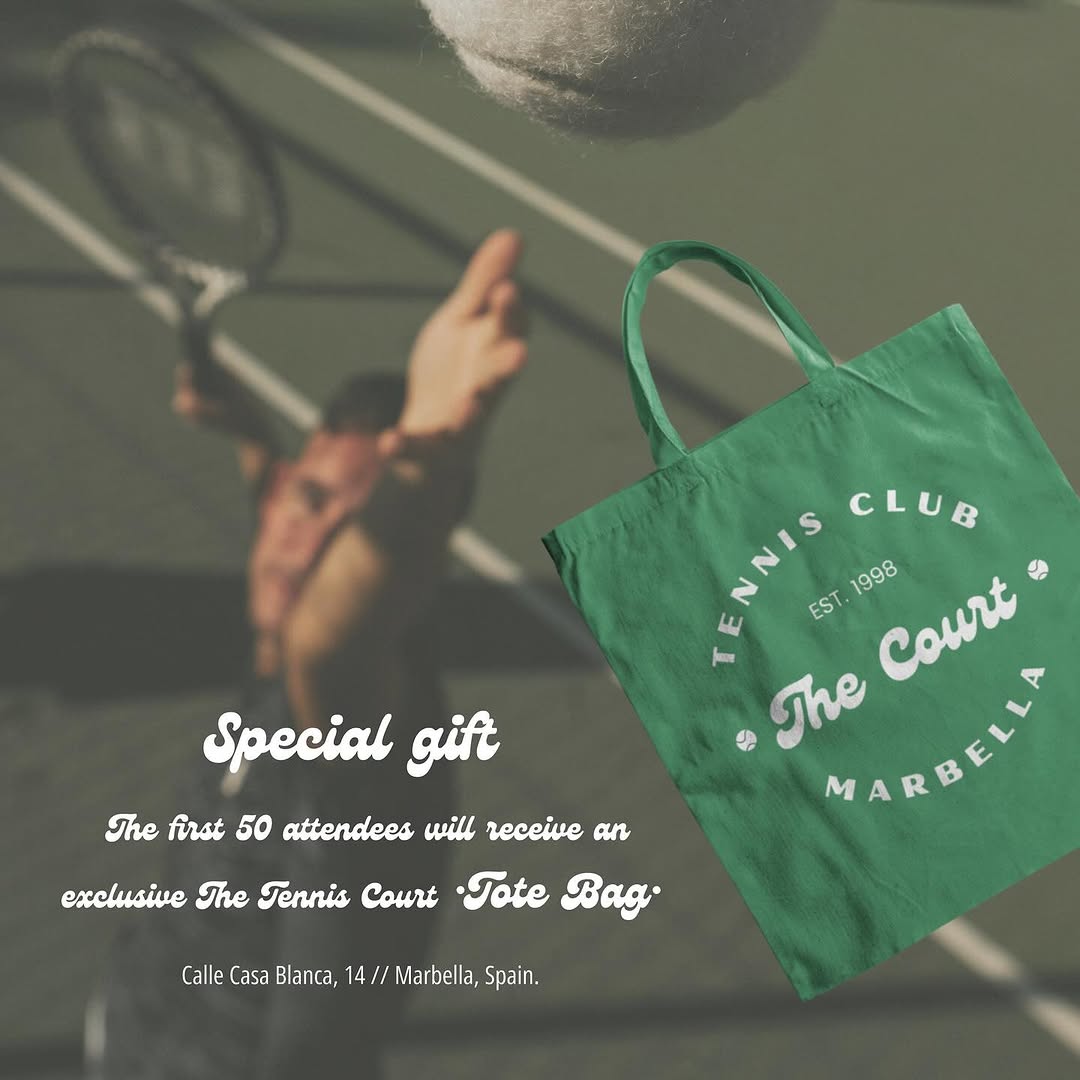 TENNIS CLUB
EST. 1998
The Court
MARBELLA
Special gift
The first 50 attendees will receive an
exclusive The Tennis Court •Tote Bag•
Calle Casa Blanca, 14 // Marbella, Spain.